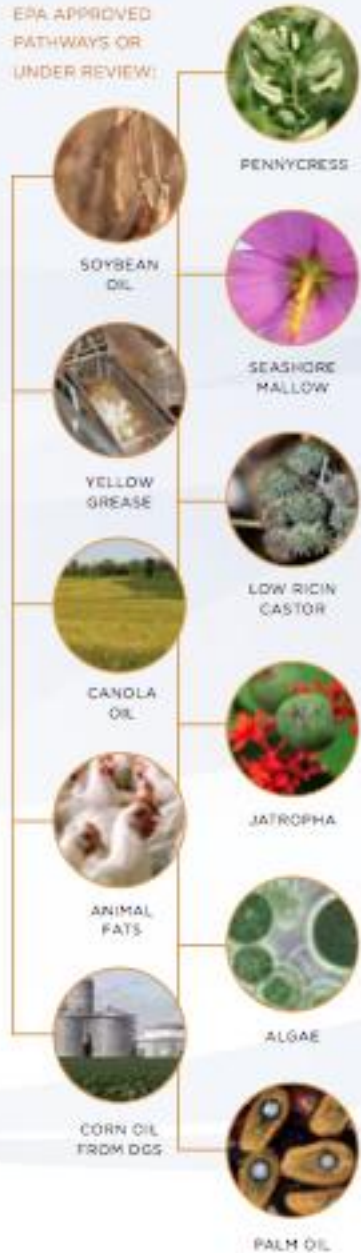 EPA APPROVED
PATHWAYS OR
UNDER REVIEW:
PENNYCRESS
SOYBEAN
OIL
SEASHORE
MALLOW
YELLOW
GREASE
LOW RICIN
CASTOR
CANOLA
OIL
JATROPHA
ANIMAL
FATS
ALGAE
CORN OIL
FROM DGS
PALM OIL